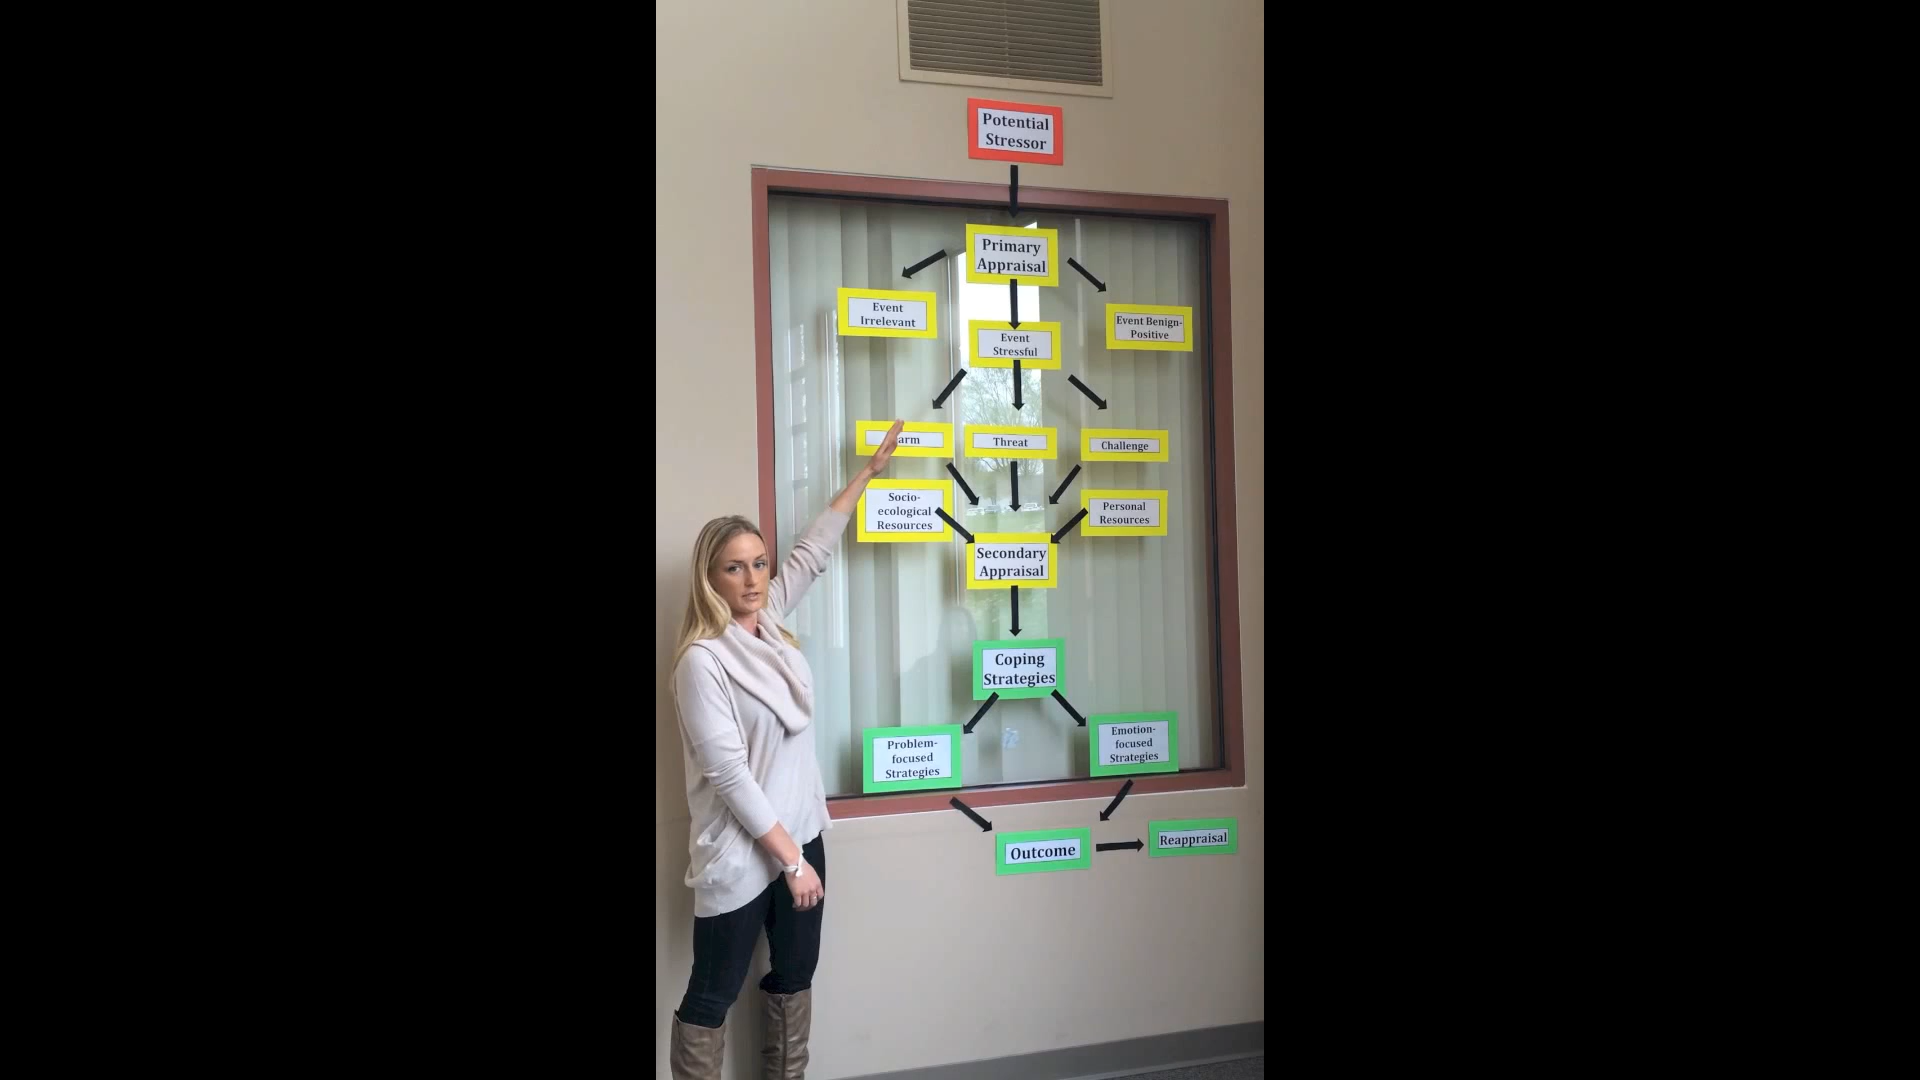 Potential
Stressor
Primary
Appraisal
Event
Irrelevant
Event
Stressful
Event Benign-
Positive
arm
Threat
Challenge
Socio-
ecological
Resources
Personal
Resources
Secondary
Appraisal
Coping
Strategies
Problem-
focused
Strategies
Emotion-
focused
Strategies
Outcome
Reappraisal